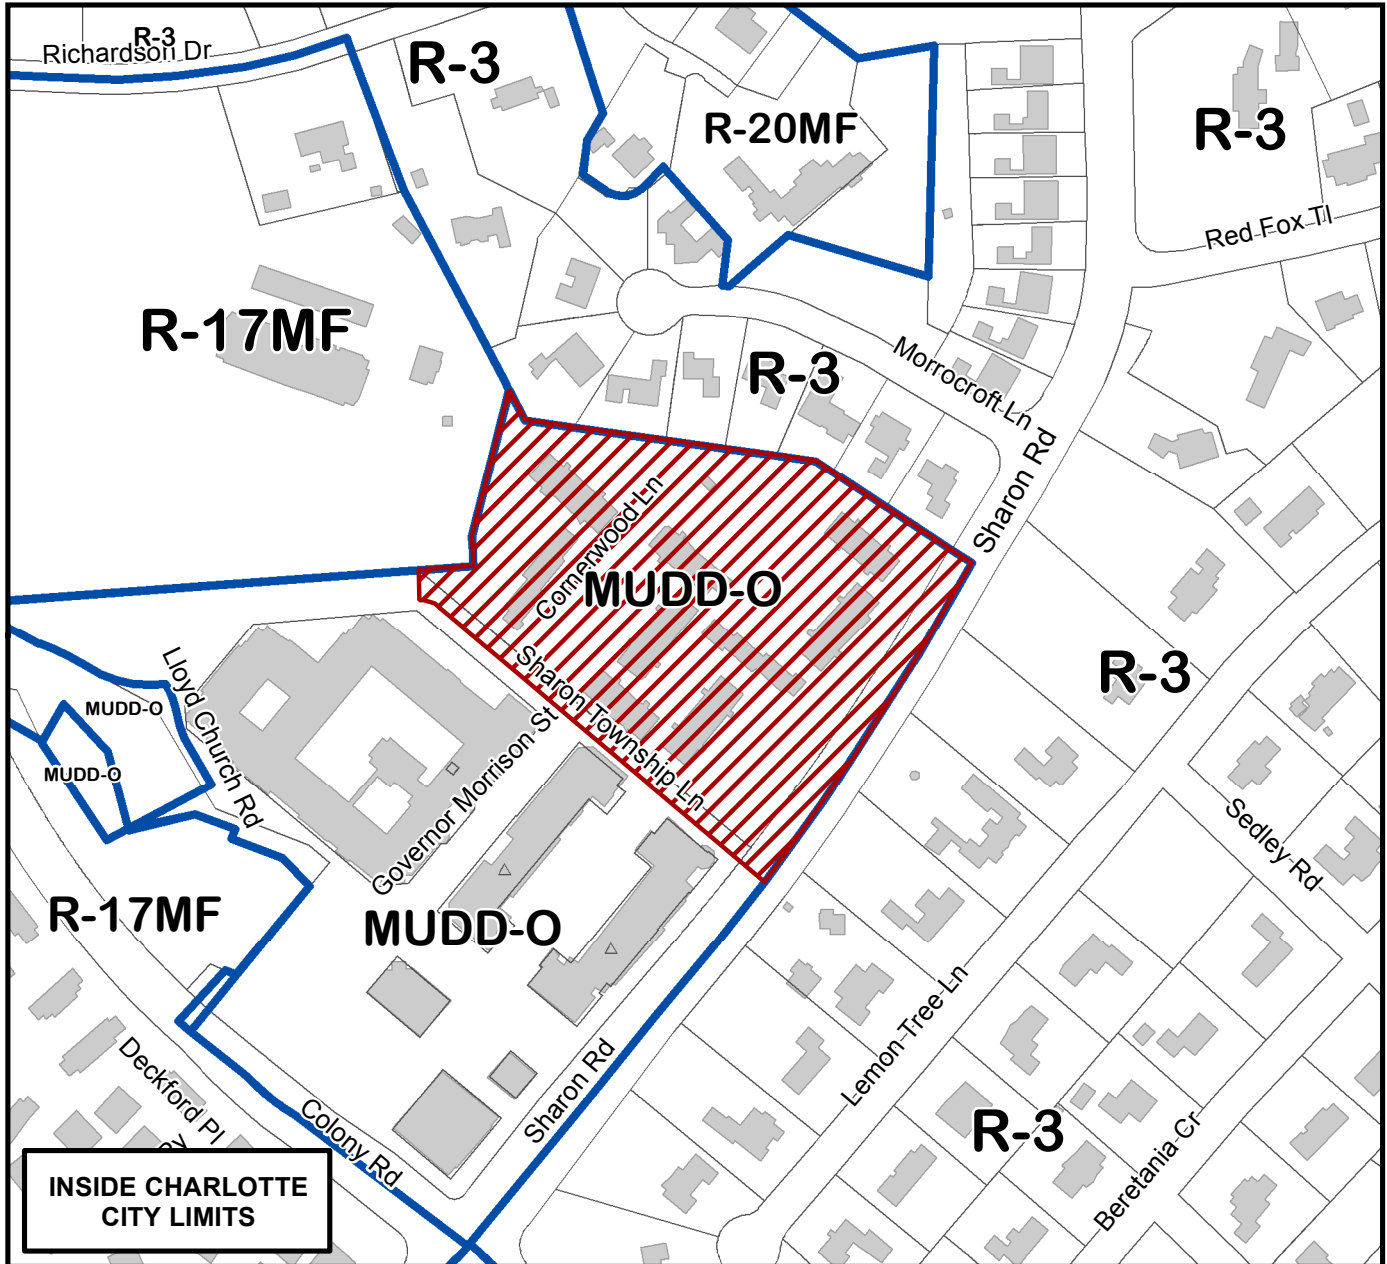 R-3
Richardson Dr
R-3
R-20MF
R-3
Red Fox Tl
R-17MF
R-3
Morrocroft Ln
Sharon Rd
Cornerwood Ln
MUDD-O
R-3
Sharon Township Ln
Lloyd Church Rd
MUDD-O
MUDD-O
Governor Morrison St
Sedley Rd
R-17MF
MUDD-O
Lemon Tree Ln
Deckford Pl
Colony Rd
Sharon Rd
R-3
Beretania Cr
INSIDE CHARLOTTE
CITY LIMITS